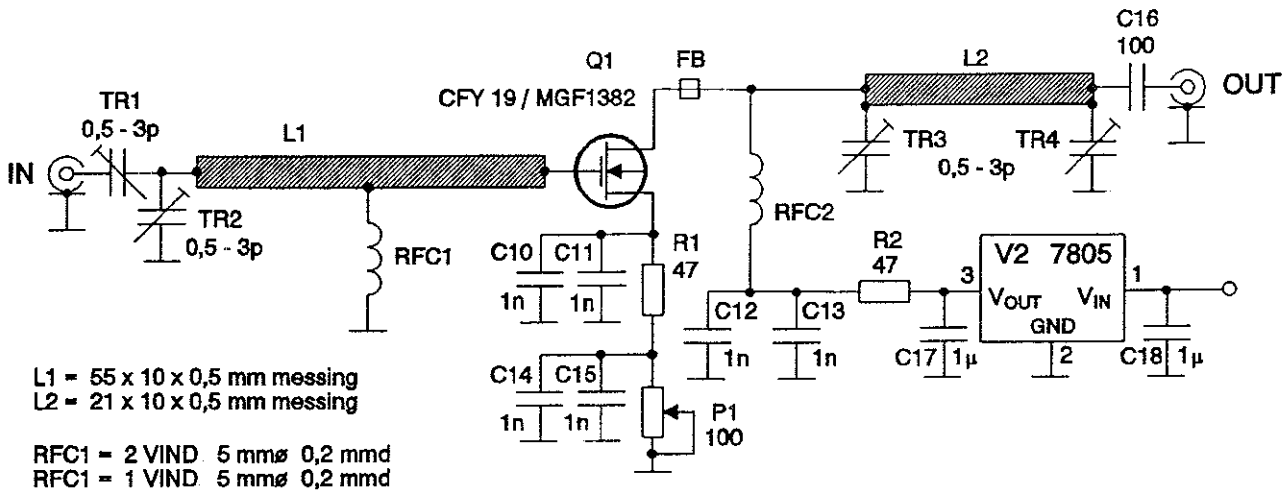 C16
100
Q1
FB
L2
OUT
CFY 19 / MGF1382
TR1
0,5 - 3p
L1
TR3
TR4
0,5 - 3p
IN
TR2
0,5 - 3p
RFC1
RFC2
C10
C11
R1
47
1n
1n
R2
47
V2 7805
3
1
VOUT
VIN
GND
2
C12
C13
1n
1n
C17
1µ
C18
1µ
C14
C15
1n
1n
P1
100
L1 = 55 x 10 x 0,5 mm messing
L2 = 21 x 10 x 0,5 mm messing
RFC1 = 2 VIND 5 mmø 0,2 mmd
RFC1 = 1 VIND 5 mmø 0,2 mmd